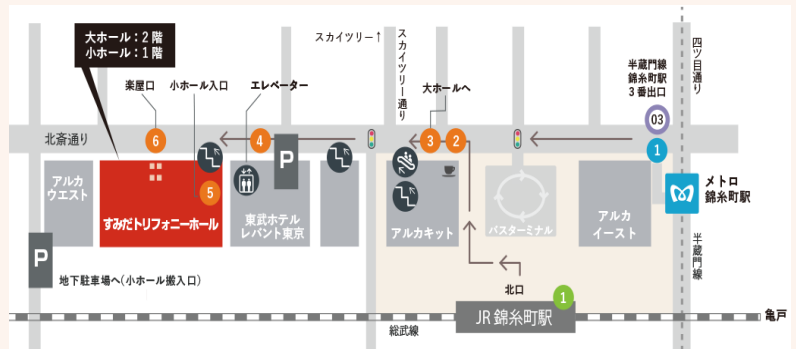 大ホール：2階
小ホール：1階
スカイツリー↑
スカイツリー通り
四ツ目通り
半蔵門線
錦糸町駅
3番出口
楽屋口
小ホール入口
エレベーター
大ホールへ
03
北斎通り
6
4
3
2
1
P
アルカ
ウエスト
5
すみだトリフォニーホール
東武ホテル
レバント東京
アルカキット
バスターミナル
アルカ
イースト
メトロ
錦糸町駅
半蔵門線
P
地下駐車場へ(小ホール搬入口)
北口
1
JR 錦糸町駅
総武線
亀戸